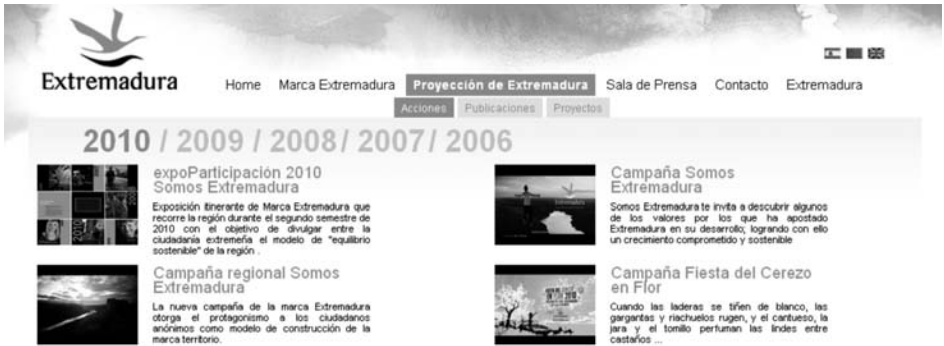 Extremadura
Home Marca Extremadura Proyección de Extremadura Sala de Prensa Contacto Extremadura
Acciones Publicaciones Proyectos
2010 / 2009 / 2008 / 2007 / 2006
expoParticipación 2010
Somos Extremadura
Exposición itinerante de Marca Extremadura que
recorre la región durante el segundo semestre de
2010 con el objetivo de divulgar entre la
ciudadanía extremeña el modelo de "equilibrio
sostenible" de la región .
Campaña Somos
Extremadura
Somos Extremadura te invita a descubrir algunos
de los valores por los que ha apostado
Extremadura en su desarrollo; logrando con ello
un crecimiento comprometido y sostenible
Campaña regional Somos
Extremadura
La nueva campaña de la marca Extremadura
otorga el protagonismo a los ciudadanos
anónimos como modelo de construcción de la
marca territorio.
Campaña Fiesta del Cerezo
en Flor
Cuando las laderas se tiñen de blanco, las
gargantas y riachuelos rugen, y el cantueso, la
jara y el tomillo perfuman las lindes entre
castaños ...